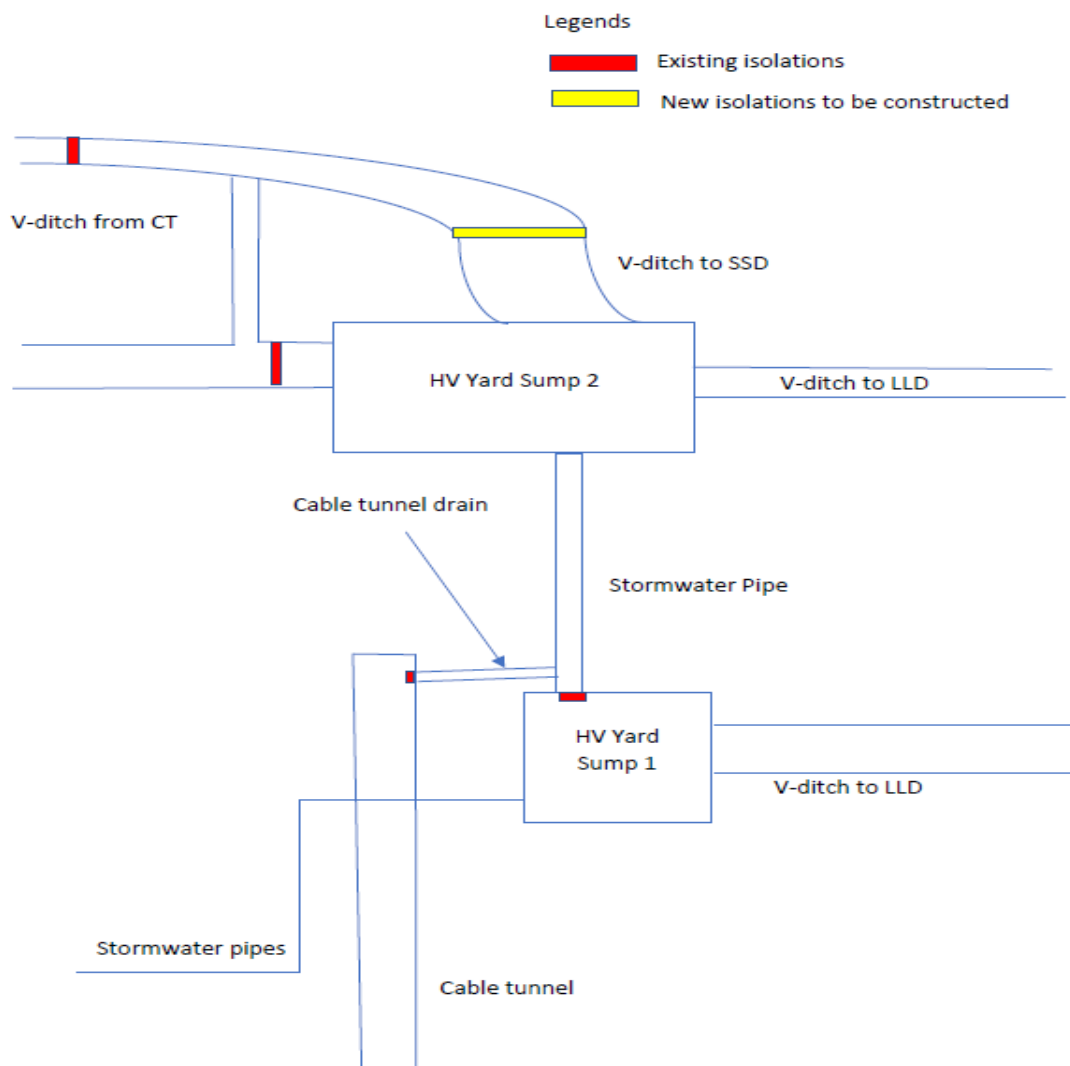 Legends
Existing isolations
New isolations to be constructed
V-ditch from CT
V-ditch to SSD
HV Yard Sump 2
V-ditch to LLD
Cable tunnel drain
Stormwater Pipe
HV Yard
Sump 1
V-ditch to LLD
Stormwater pipes
Cable tunnel